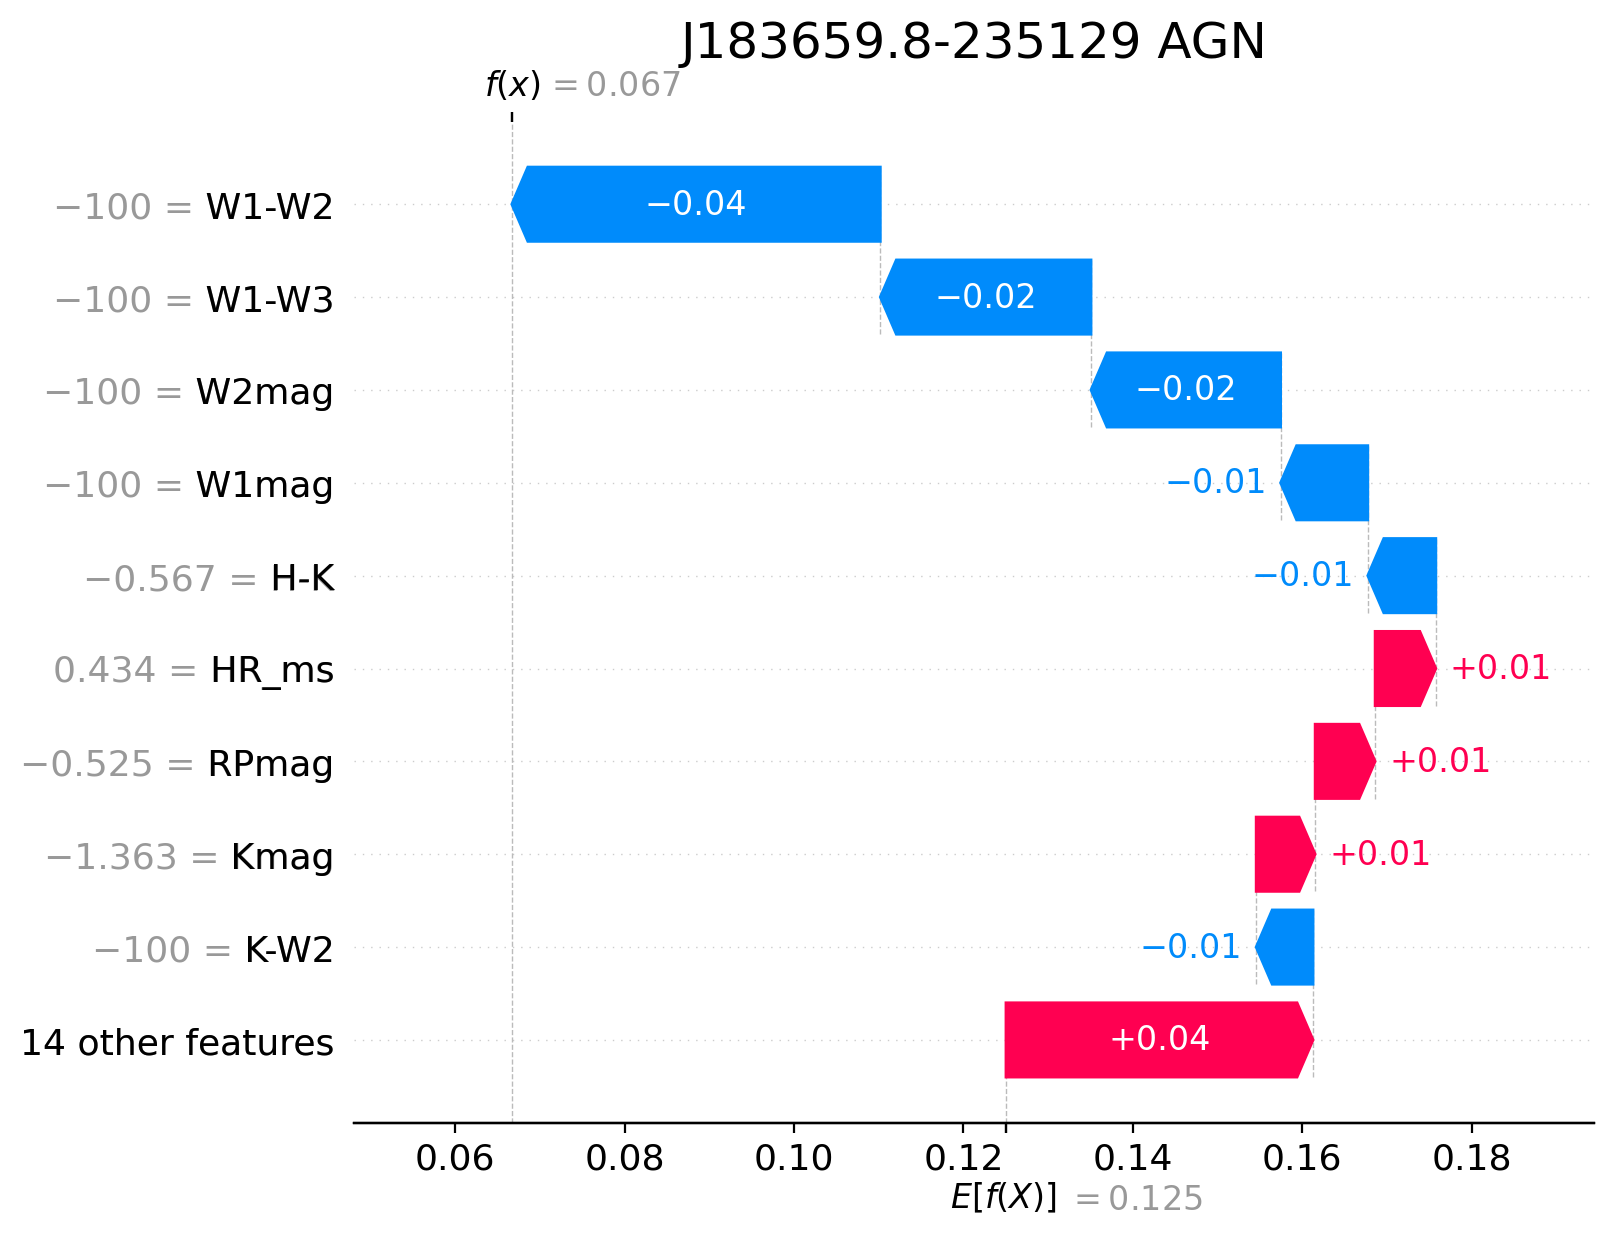 J183659.8-235129 AGN
f(x) = 0.067
−100 = W1-W2
−0.04
−100 = W1-W3
−0.02
−100 = W2mag
−0.02
−100 = W1mag
−0.01
−0.567 = H-K
−0.01
0.434 = HR_ms
+0.01
−0.525 = RPmag
+0.01
−1.363 = Kmag
+0.01
−100 = K-W2
−0.01
14 other features
+0.04
0.06 0.08 0.10 0.12 0.14 0.16 0.18
E[f(X)] = 0.125